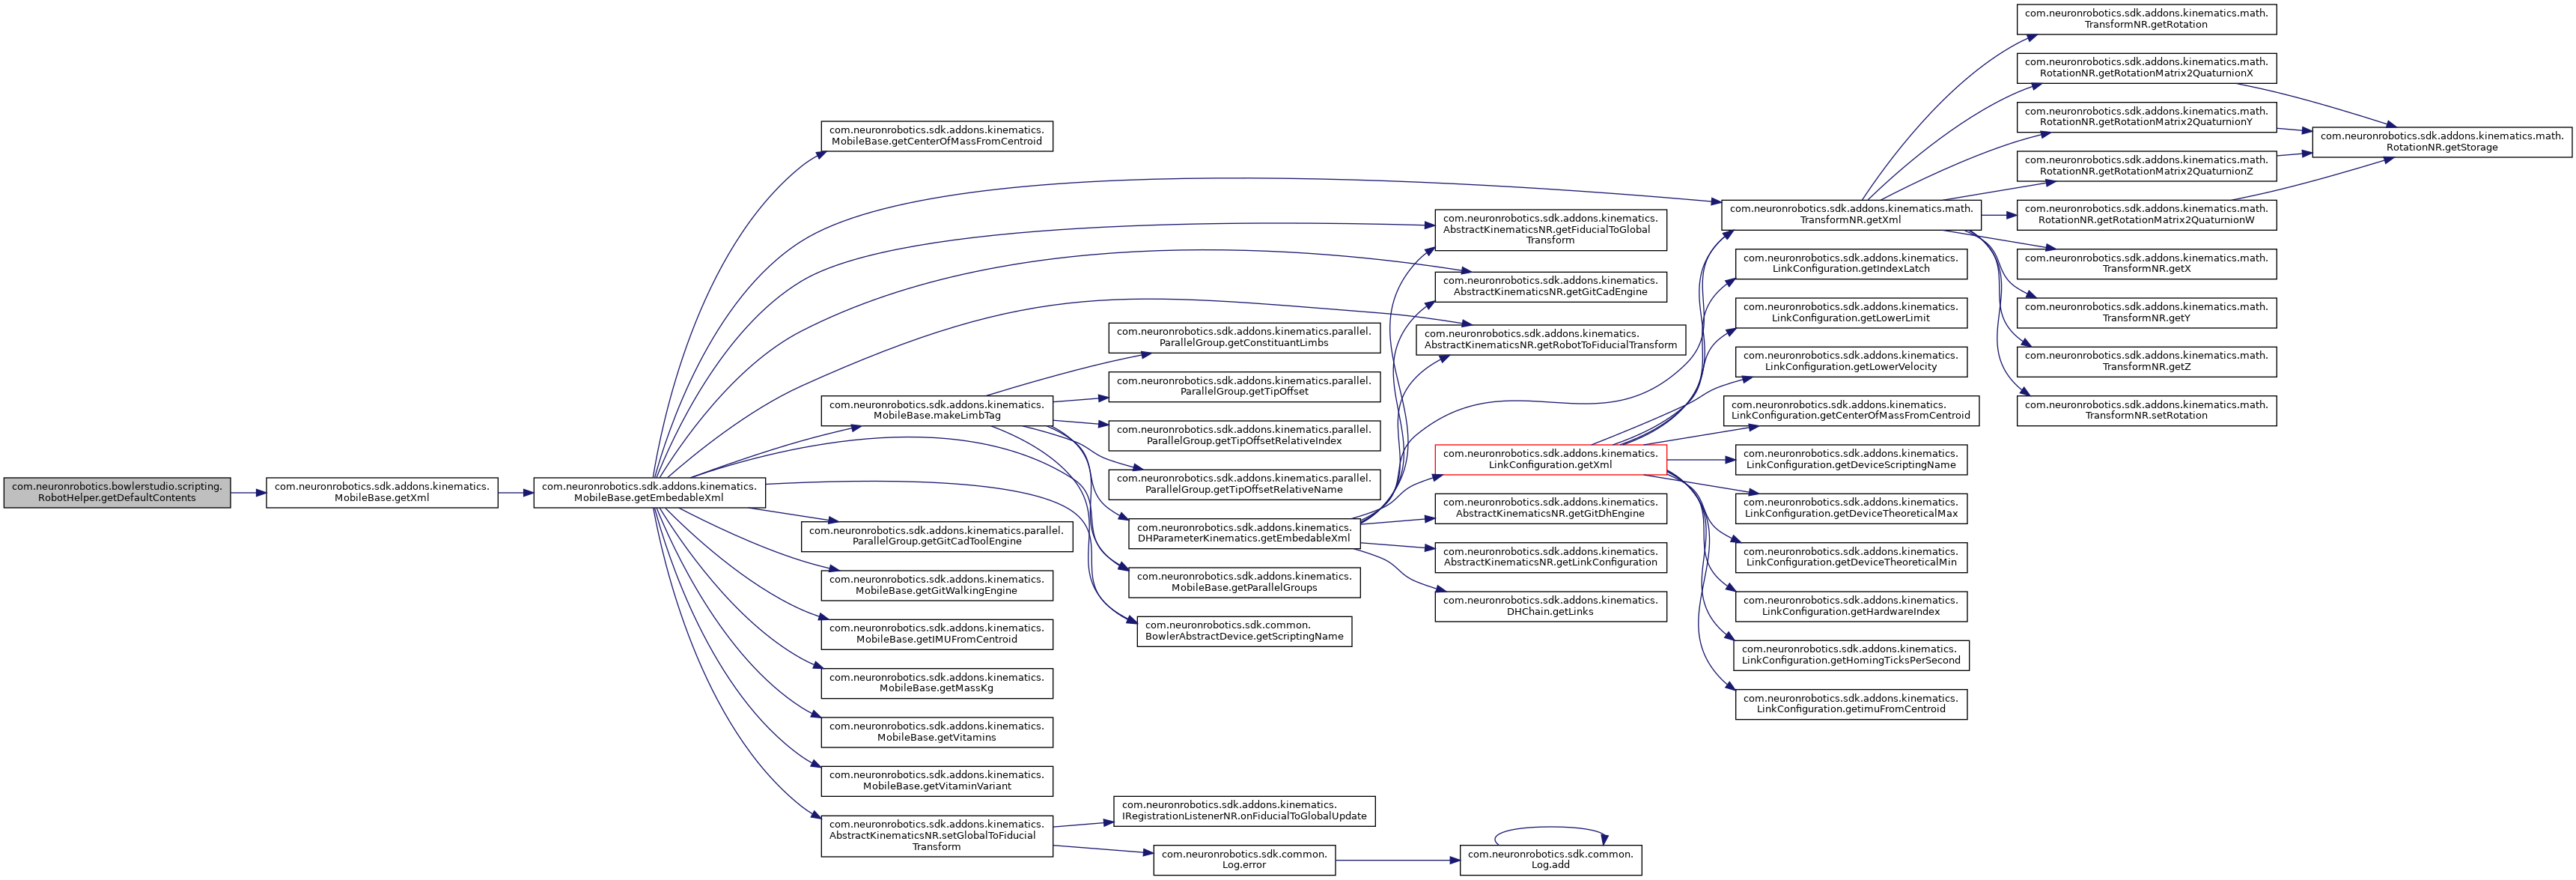 com.neuronrobotics.bowlerstudio.scripting.
RobotHelper.getDefaultContents
com.neuronrobotics.sdk.addons.kinematics.
MobileBase.getXml
com.neuronrobotics.sdk.addons.kinematics.
MobileBase.getEmbedableXml
com.neuronrobotics.sdk.addons.kinematics.
MobileBase.getCenterOfMassFromCentroid
com.neuronrobotics.sdk.addons.kinematics.
MobileBase.makeLimbTag
com.neuronrobotics.sdk.addons.kinematics.parallel.
ParallelGroup.getGitCadToolEngine
com.neuronrobotics.sdk.addons.kinematics.
MobileBase.getGitWalkingEngine
com.neuronrobotics.sdk.addons.kinematics.
MobileBase.getIMUFromCentroid
com.neuronrobotics.sdk.addons.kinematics.
MobileBase.getMassKg
com.neuronrobotics.sdk.addons.kinematics.
MobileBase.getVitamins
com.neuronrobotics.sdk.addons.kinematics.
MobileBase.getVitaminVariant
com.neuronrobotics.sdk.addons.kinematics.
AbstractKinematicsNR.setGlobalToFiducial
Transform
com.neuronrobotics.sdk.addons.kinematics.parallel.
ParallelGroup.getConstituantLimbs
com.neuronrobotics.sdk.addons.kinematics.parallel.
ParallelGroup.getTipOffset
com.neuronrobotics.sdk.addons.kinematics.parallel.
ParallelGroup.getTipOffsetRelativeIndex
com.neuronrobotics.sdk.addons.kinematics.parallel.
ParallelGroup.getTipOffsetRelativeName
com.neuronrobotics.sdk.addons.kinematics.
DHParameterKinematics.getEmbedableXml
com.neuronrobotics.sdk.addons.kinematics.
MobileBase.getParallelGroups
com.neuronrobotics.sdk.common.
BowlerAbstractDevice.getScriptingName
com.neuronrobotics.sdk.addons.kinematics.
IRegistrationListenerNR.onFiducialToGlobalUpdate
com.neuronrobotics.sdk.common.
Log.error
com.neuronrobotics.sdk.addons.kinematics.
AbstractKinematicsNR.getFiducialToGlobal
Transform
com.neuronrobotics.sdk.addons.kinematics.
AbstractKinematicsNR.getGitCadEngine
com.neuronrobotics.sdk.addons.kinematics.
AbstractKinematicsNR.getRobotToFiducialTransform
com.neuronrobotics.sdk.addons.kinematics.
LinkConfiguration.getXml
com.neuronrobotics.sdk.addons.kinematics.
AbstractKinematicsNR.getGitDhEngine
com.neuronrobotics.sdk.addons.kinematics.
AbstractKinematicsNR.getLinkConfiguration
com.neuronrobotics.sdk.addons.kinematics.
DHChain.getLinks
com.neuronrobotics.sdk.common.
Log.add
com.neuronrobotics.sdk.addons.kinematics.math.
TransformNR.getXml
com.neuronrobotics.sdk.addons.kinematics.
LinkConfiguration.getIndexLatch
com.neuronrobotics.sdk.addons.kinematics.
LinkConfiguration.getLowerLimit
com.neuronrobotics.sdk.addons.kinematics.
LinkConfiguration.getLowerVelocity
com.neuronrobotics.sdk.addons.kinematics.
LinkConfiguration.getCenterOfMassFromCentroid
com.neuronrobotics.sdk.addons.kinematics.
LinkConfiguration.getDeviceScriptingName
com.neuronrobotics.sdk.addons.kinematics.
LinkConfiguration.getDeviceTheoreticalMax
com.neuronrobotics.sdk.addons.kinematics.
LinkConfiguration.getDeviceTheoreticalMin
com.neuronrobotics.sdk.addons.kinematics.
LinkConfiguration.getHardwareIndex
com.neuronrobotics.sdk.addons.kinematics.
LinkConfiguration.getHomingTicksPerSecond
com.neuronrobotics.sdk.addons.kinematics.
LinkConfiguration.getimuFromCentroid
com.neuronrobotics.sdk.addons.kinematics.math.
TransformNR.getRotation
com.neuronrobotics.sdk.addons.kinematics.math.
RotationNR.getRotationMatrix2QuaturnionX
com.neuronrobotics.sdk.addons.kinematics.math.
RotationNR.getRotationMatrix2QuaturnionY
com.neuronrobotics.sdk.addons.kinematics.math.
RotationNR.getRotationMatrix2QuaturnionZ
com.neuronrobotics.sdk.addons.kinematics.math.
RotationNR.getRotationMatrix2QuaturnionW
com.neuronrobotics.sdk.addons.kinematics.math.
TransformNR.getX
com.neuronrobotics.sdk.addons.kinematics.math.
TransformNR.getY
com.neuronrobotics.sdk.addons.kinematics.math.
TransformNR.getZ
com.neuronrobotics.sdk.addons.kinematics.math.
TransformNR.setRotation
com.neuronrobotics.sdk.addons.kinematics.math.
RotationNR.getStorage